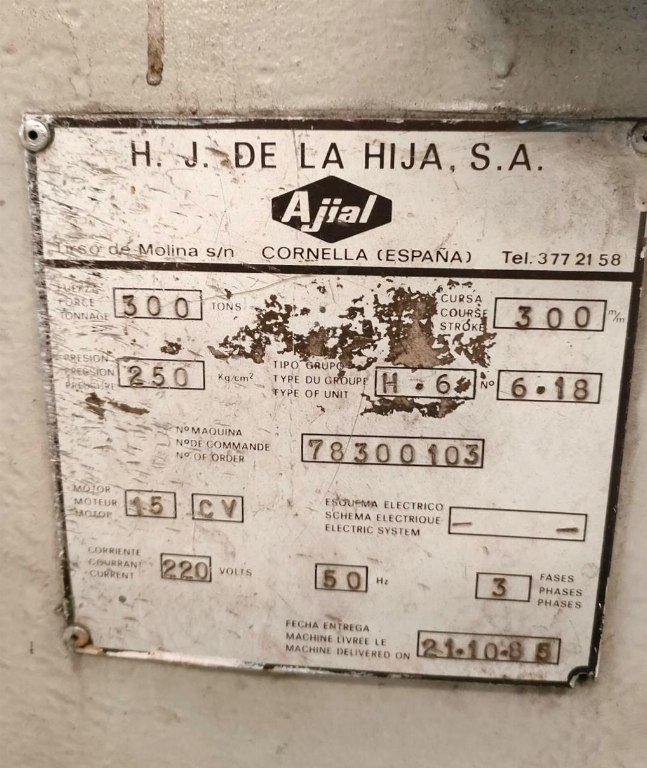 H. J. DE LA HIJA, S.A.
Ajial
Tirso de Molina s/n CORNELLA (ESPAÑA) Tel. 377 21 58
FUERZA
FORCE
TONNAGE
300 TONS
CURSA
COURSE
STROKE
300 m/m
PRESION
PRESSION
PRESSURE
250 Kg/cm²
TIPO GRUPO
TYPE DU GROUPE
TYPE OF UNIT
H.6 Nº 6.18
Nº MAQUINA
Nº DE COMMANDE
Nº. OF ORDER
78300103
MOTOR
MOTEUR
MOTOR
15 CV
ESQUEMA ELECTRICO
SCHEMA ELECTRIQUE
ELECTRIC SYSTEM
— —
CORRIENTE
COURRANT
CURRENT
220 VOLTS
50 Hz
3
FASES
PHASES
PHASES
FECHA ENTREGA
MACHINE LIVREE LE
MACHINE DELIVERED ON
21.10.85